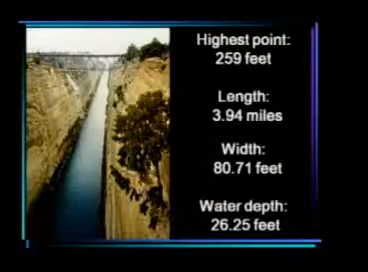 Highest point:
259 feet
Length:
3.94 miles
Width:
80.71 feet
Water depth:
26.25 feet